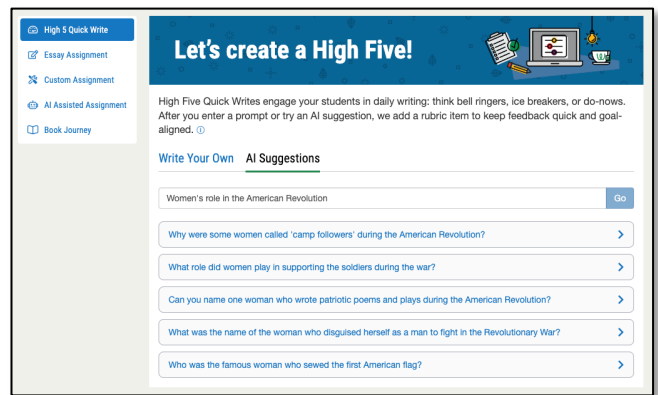 High 5 Quick Write
Essay Assignment
Custom Assignment
AI Assisted Assignment
Book Journey
Let's create a High Five!
High Five Quick Writes engage your students in daily writing: think bell ringers, ice breakers, or do-nows.
After you enter a prompt or try an AI suggestion, we add a rubric item to keep feedback quick and goal-
aligned.
Write Your Own AI Suggestions
Women's role in the American Revolution Go
Why were some women called 'camp followers' during the American Revolution?
What role did women play in supporting the soldiers during the war?
Can you name one woman who wrote patriotic poems and plays during the American Revolution?
What was the name of the woman who disguised herself as a man to fight in the Revolutionary War?
Who was the famous woman who sewed the first American flag?